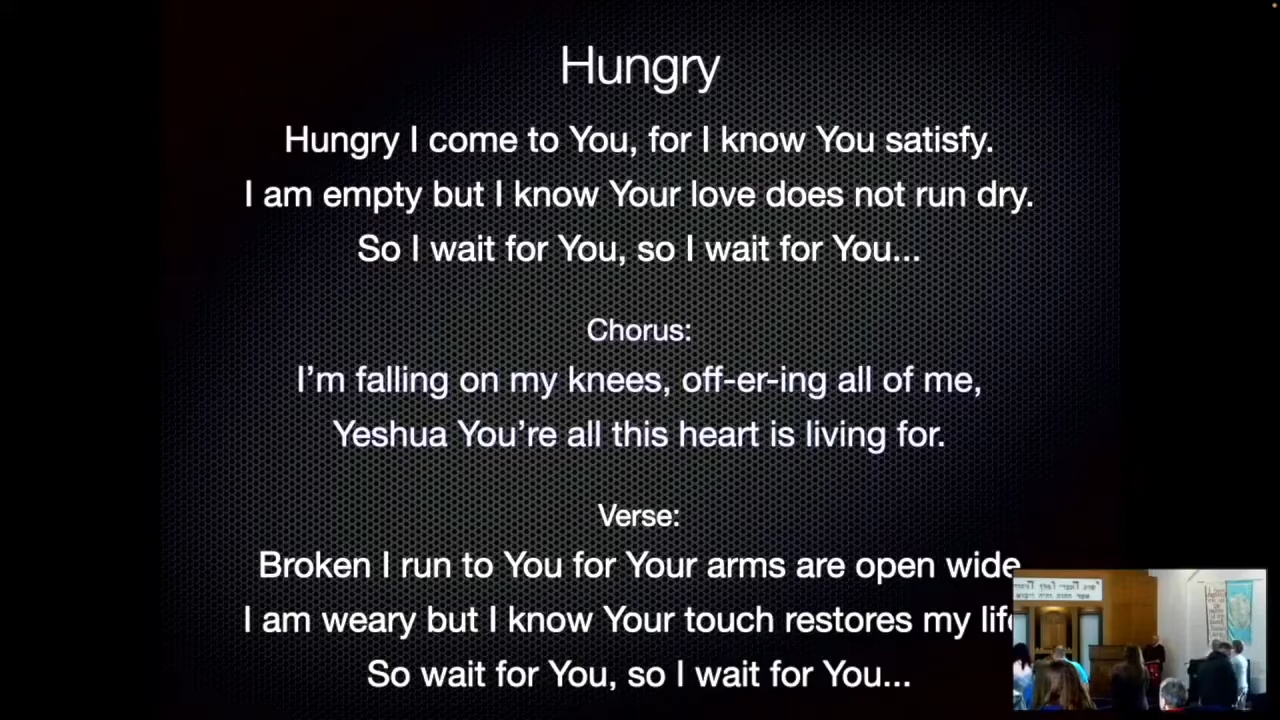 Hungry
Hungry I come to You, for I know You satisfy.
I am empty but I know Your love does not run dry.
So I wait for You, so I wait for You...
Chorus:
I'm falling on my knees, off-er-ing all of me,
Yeshua You're all this heart is living for.
Verse:
Broken I run to You for Your arms are open wide
I am weary but I know Your touch restores my life
So wait for You, so I wait for You...